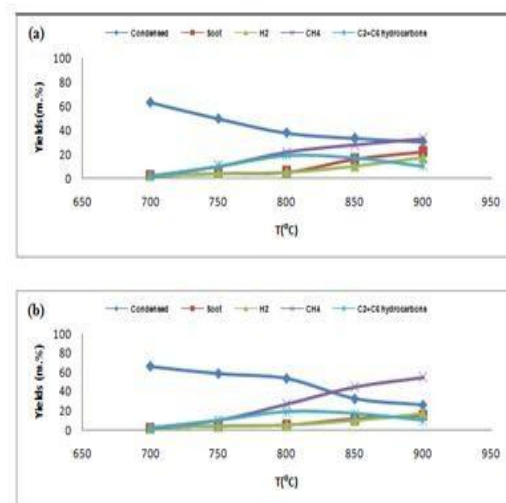 (a)
Condensed Soot H2 CH4 C2+C6 hydrocarbons
Yields (m.%)
100
80
60
40
20
0
650 700 750 800 850 900 950
T(⁰C)
(b)
Condensed Soot H2 CH4 C2+C6 hydrocarbons
Yields (m.%)
100
80
60
40
20
0
650 700 750 800 850 900 950
T(⁰C)